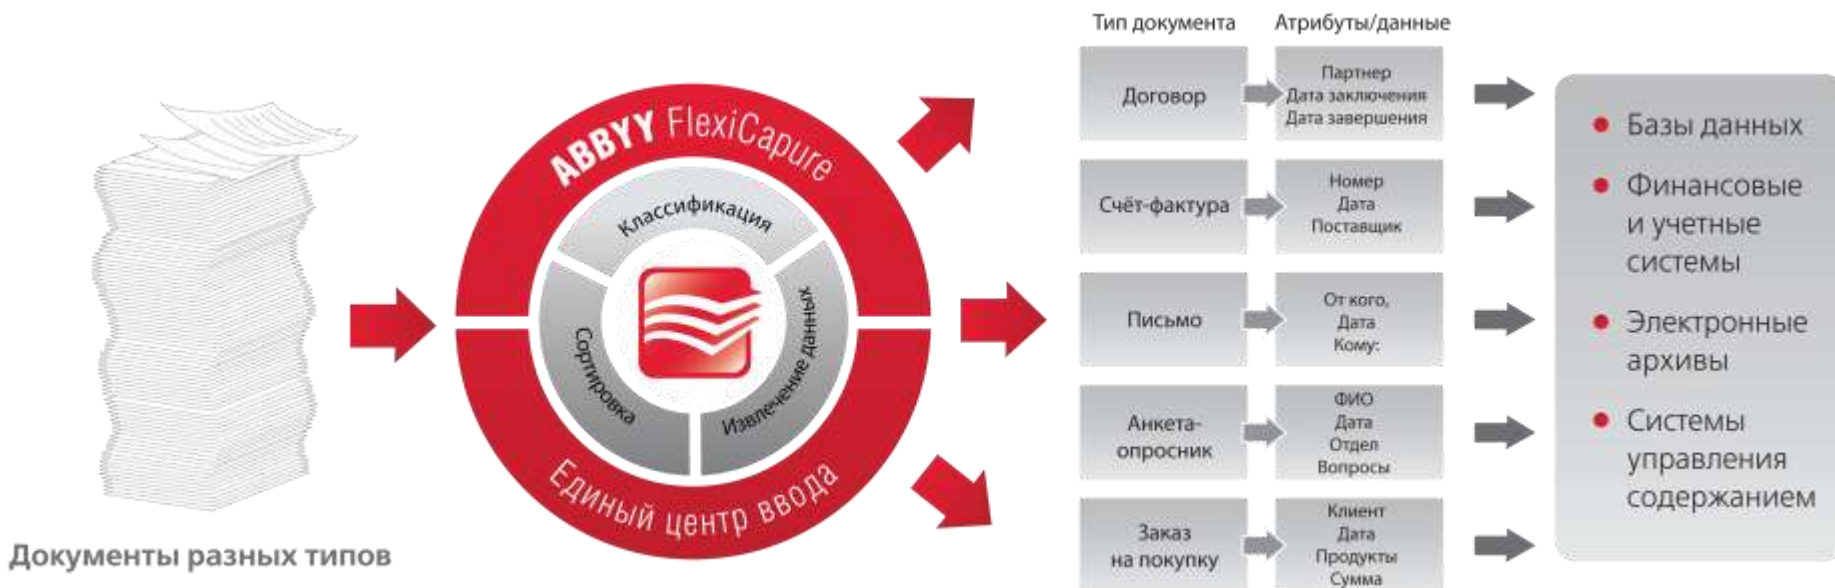 Документы разных типов
ABBYY FlexiCapure
Классификация
Сортировка
Извлечение данных
Единый центр ввода
Тип документа
Атрибуты/данные
Договор
Партнер
Дата заключения
Дата завершения
Счёт-фактура
Номер
Дата
Поставщик
Письмо
От кого,
Дата
Кому:
Анкета-
опросник
ФИО
Дата
Отдел
Вопросы
Заказ
на покупку
Клиент
Дата
Продукты
Сумма
Базы данных
Финансовые
и учетные
системы
Электронные
архивы
Системы
управления
содержанием